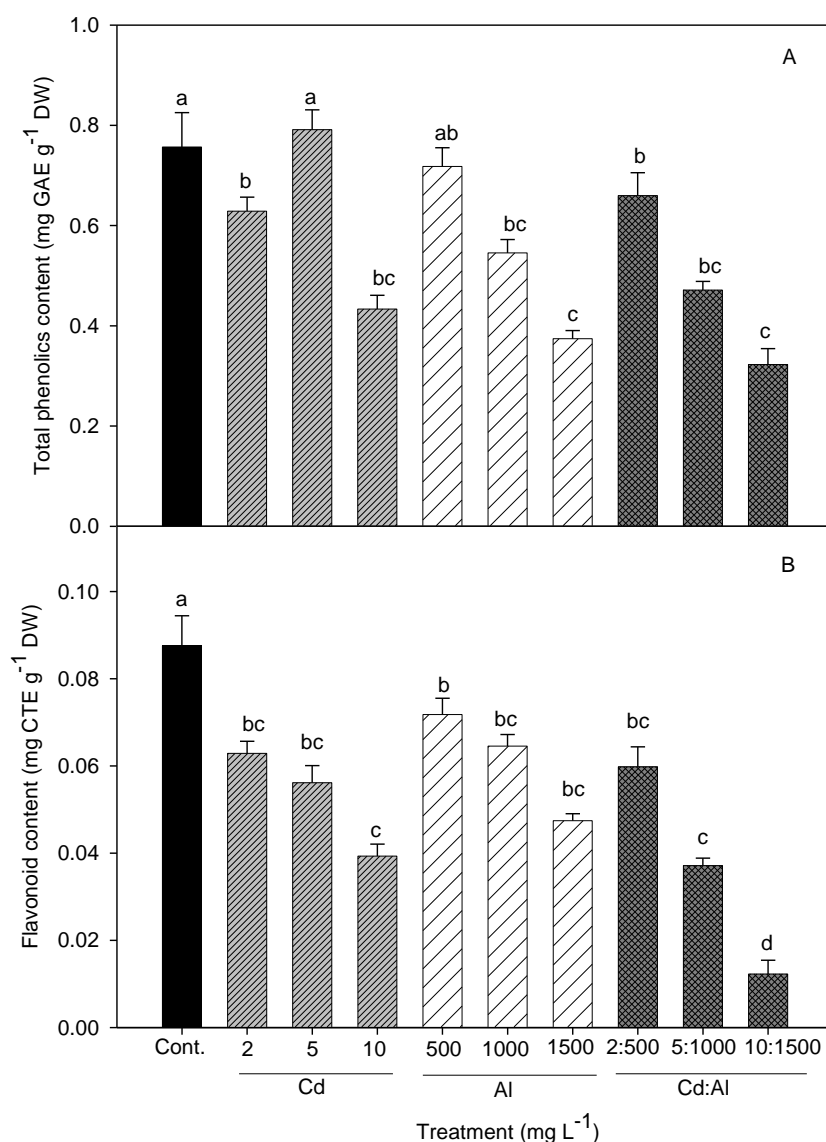 A
Total phenolics content (mg GAE g⁻¹ DW)
1.0
0.8
0.6
0.4
0.2
0.0
a
b
a
bc
ab
bc
c
b
bc
c
B
Flavonoid content (mg CTE g⁻¹ DW)
0.10
0.08
0.06
0.04
0.02
0.00
a
bc
bc
c
b
bc
bc
bc
c
d
Cont. 2 5 10 500 1000 1500 2:500 5:1000 10:1500
Cd Al Cd:Al
Treatment (mg L⁻¹)